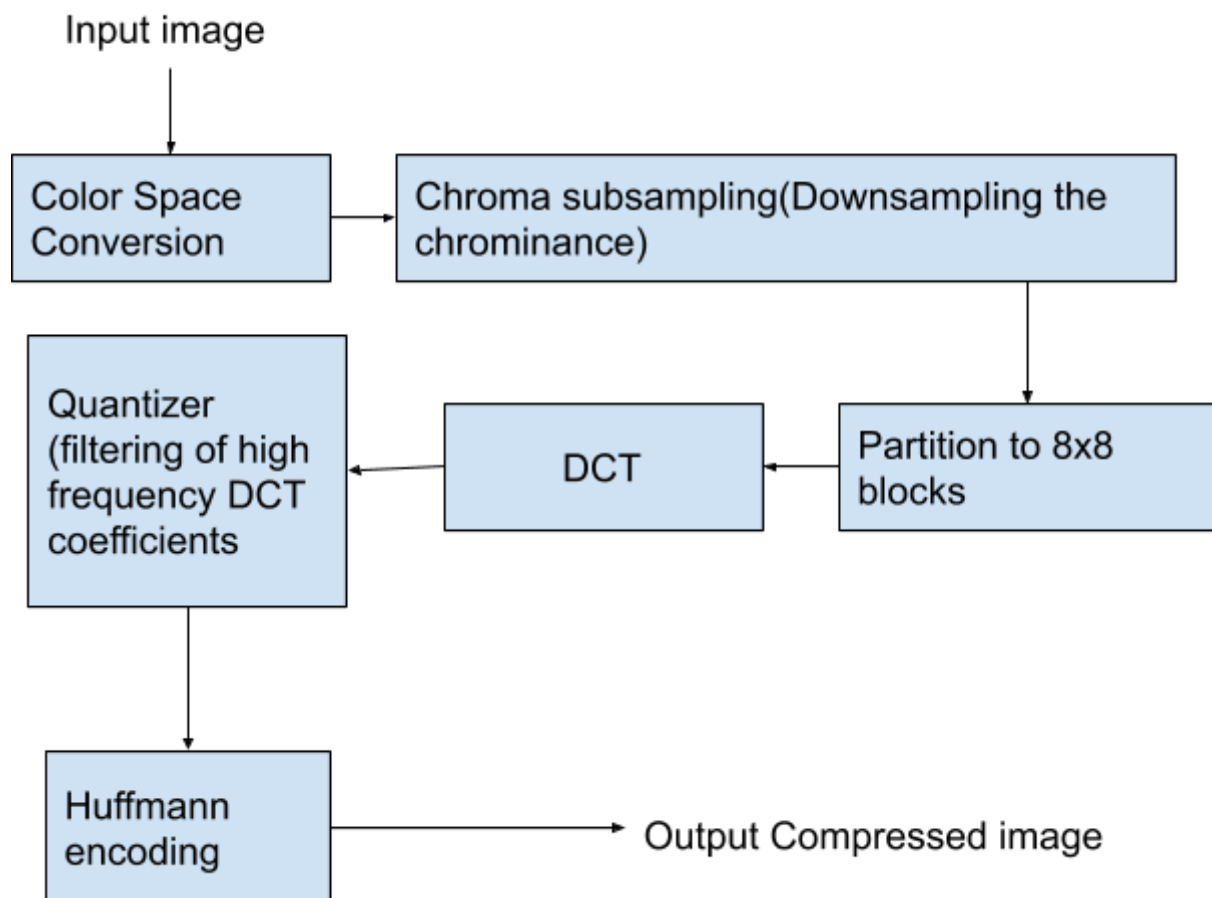 Input image
Color Space
Conversion
Chroma subsampling(Downsampling the
chrominance)
Partition to 8x8
blocks
DCT
Quantizer
(filtering of high
frequency DCT
coefficients
Huffmann
encoding
Output Compressed image